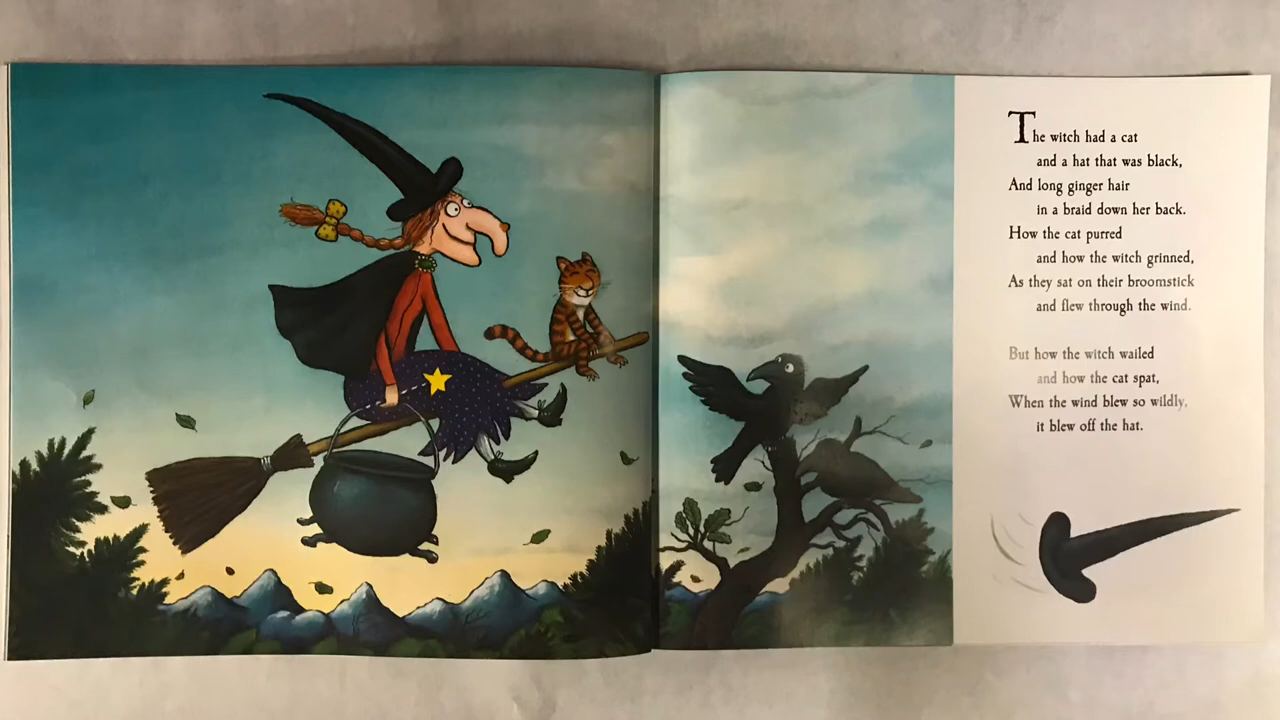 The witch had a cat
and a hat that was black,
And long ginger hair
in a braid down her back.
How the cat purred
and how the witch grinned,
As they sat on their broomstick
and flew through the wind.
But how the witch wailed
and how the cat spat,
When the wind blew so wildly,
it blew off the hat.